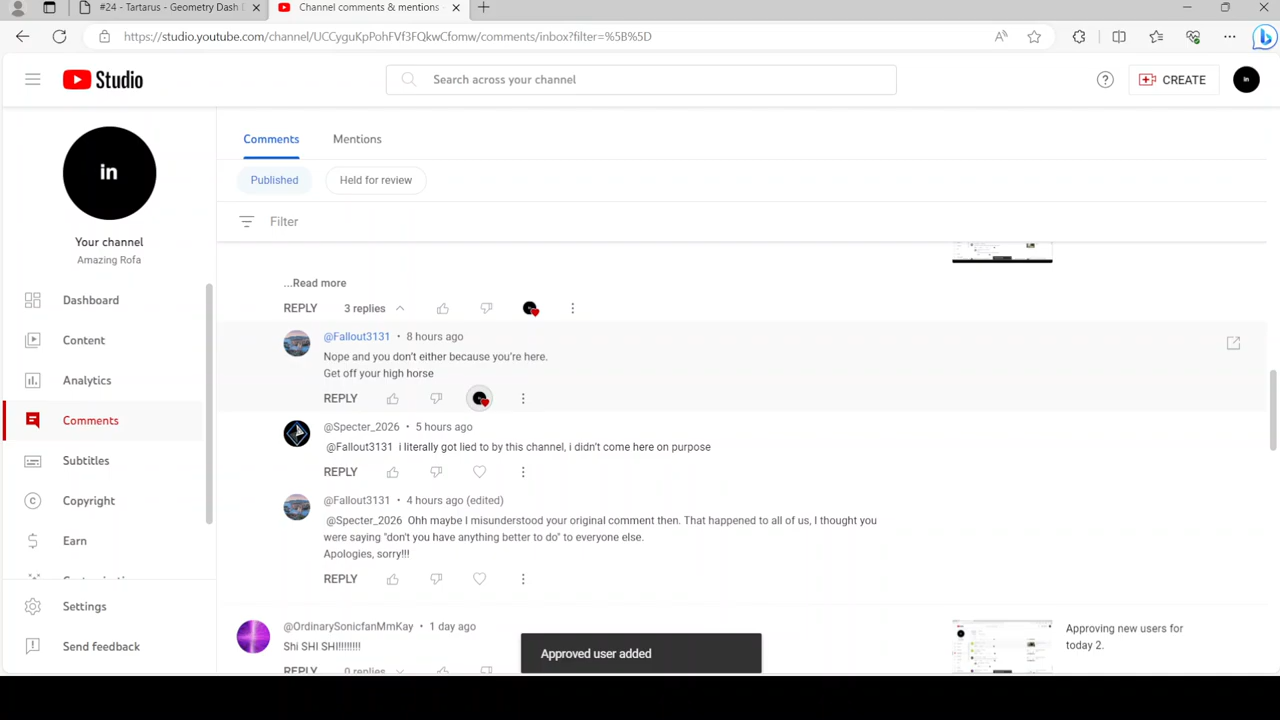 #24 - Tartarus - Geometry Dash (
Channel comments & mentions -
https://studio.youtube.com/channel/UCCyguKpPohFVf3FQkwCfomw/comments/inbox?filter=%5B%5D
Studio
Search across your channel
CREATE
in
in
Your channel
Amazing Rofa
Dashboard
Content
Analytics
Comments
Subtitles
Copyright
Earn
Settings
Send feedback
Comments
Mentions
Published
Held for review
Filter
...Read more
REPLY
3 replies
@Fallout3131 • 8 hours ago
Nope and you don't either because you're here.
Get off your high horse
REPLY
@Specter_2026 • 5 hours ago
@Fallout3131 i literally got lied to by this channel, i didn't come here on purpose
REPLY
@Fallout3131 • 4 hours ago (edited)
@Specter_2026 Ohh maybe I misunderstood your original comment then. That happened to all of us, I thought you
were saying "don't you have anything better to do" to everyone else.
Apologies, sorry!!!
REPLY
@OrdinarySonicfanMmKay • 1 day ago
Shi SHI SHI!!!!!!!!
REPLY
0 replies
Approving new users for
today 2.
Approved user added